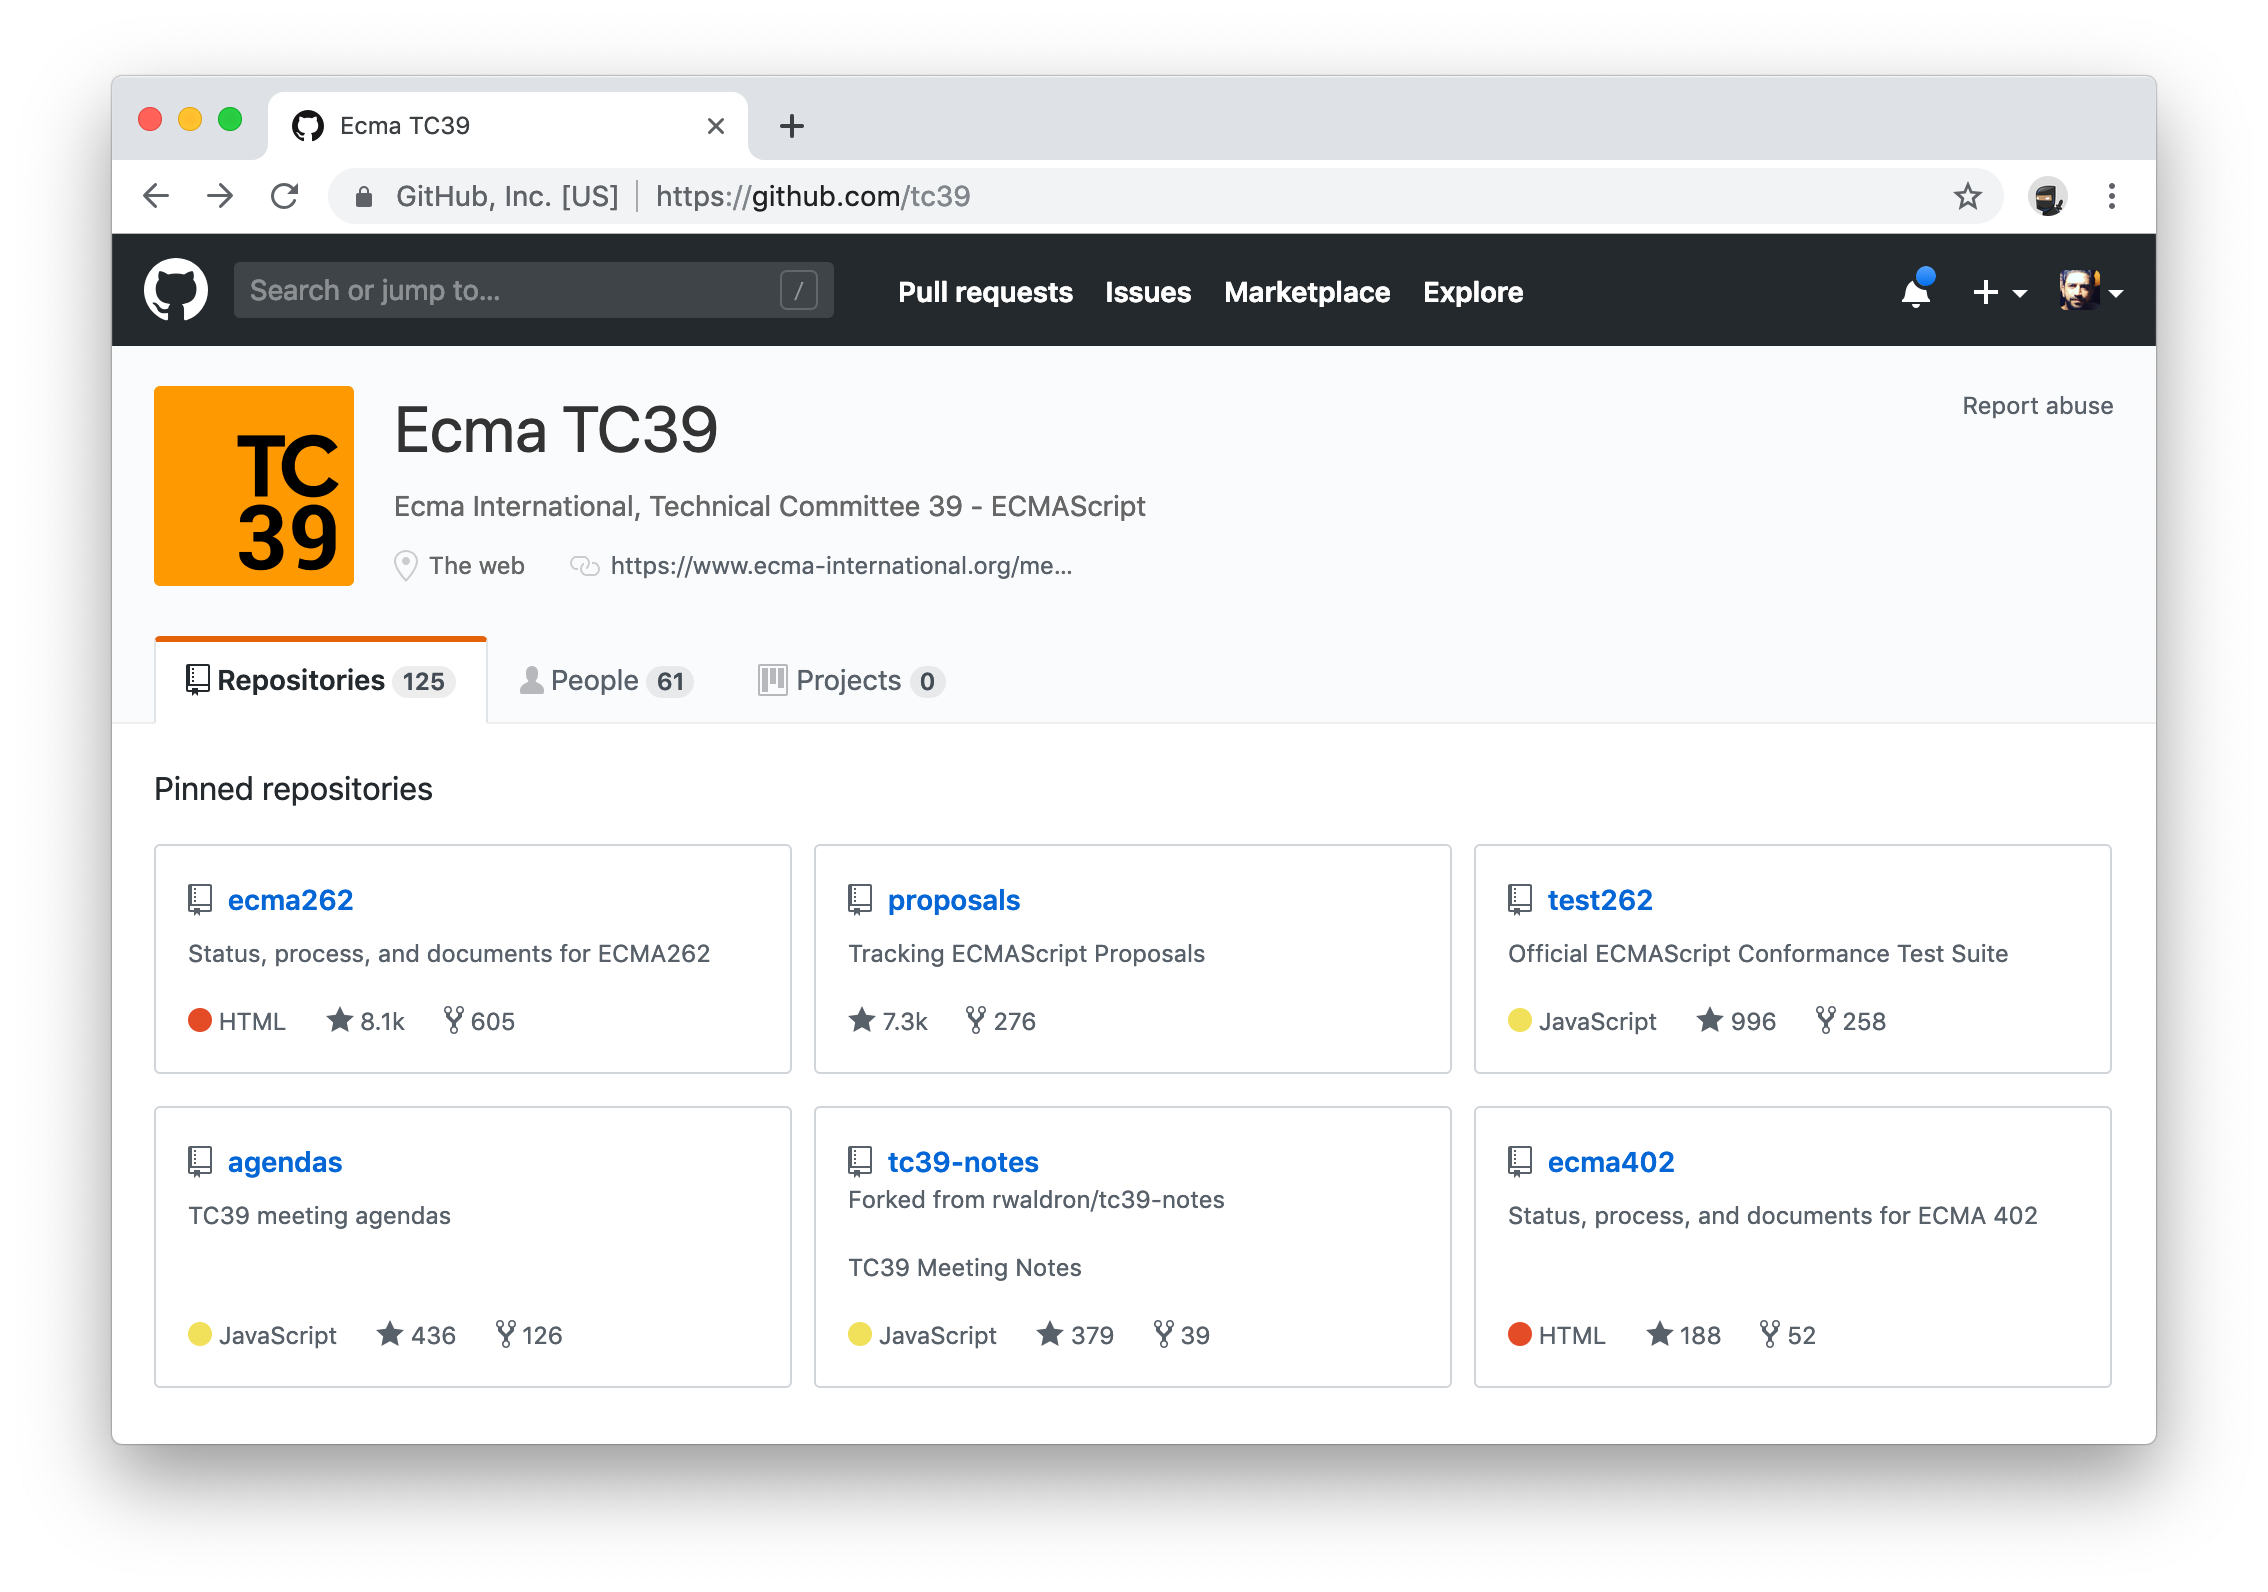 Ecma TC39
GitHub, Inc. [US] https://github.com/tc39
Search or jump to... /
Pull requests Issues Marketplace Explore
TC
39
Ecma TC39
Report abuse
Ecma International, Technical Committee 39 - ECMAScript
The web https://www.ecma-international.org/me...
Repositories 125 People 61 Projects 0
Pinned repositories
ecma262
Status, process, and documents for ECMA262
HTML 8.1k 605
proposals
Tracking ECMAScript Proposals
7.3k 276
test262
Official ECMAScript Conformance Test Suite
JavaScript 996 258
agendas
TC39 meeting agendas
JavaScript 436 126
tc39-notes
Forked from rwaldron/tc39-notes
TC39 Meeting Notes
JavaScript 379 39
ecma402
Status, process, and documents for ECMA 402
HTML 188 52